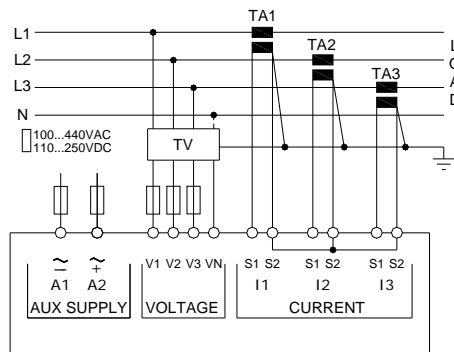 TA1
L1
TA2
L2
TA3
L3
N
LOAD
100...440VAC
110...250VDC
TV
~ ~
− +
V1 V2 V3 VN S1 S2 S1 S2 S1 S2
A1 A2 I1 I2 I3
AUX SUPPLY VOLTAGE CURRENT